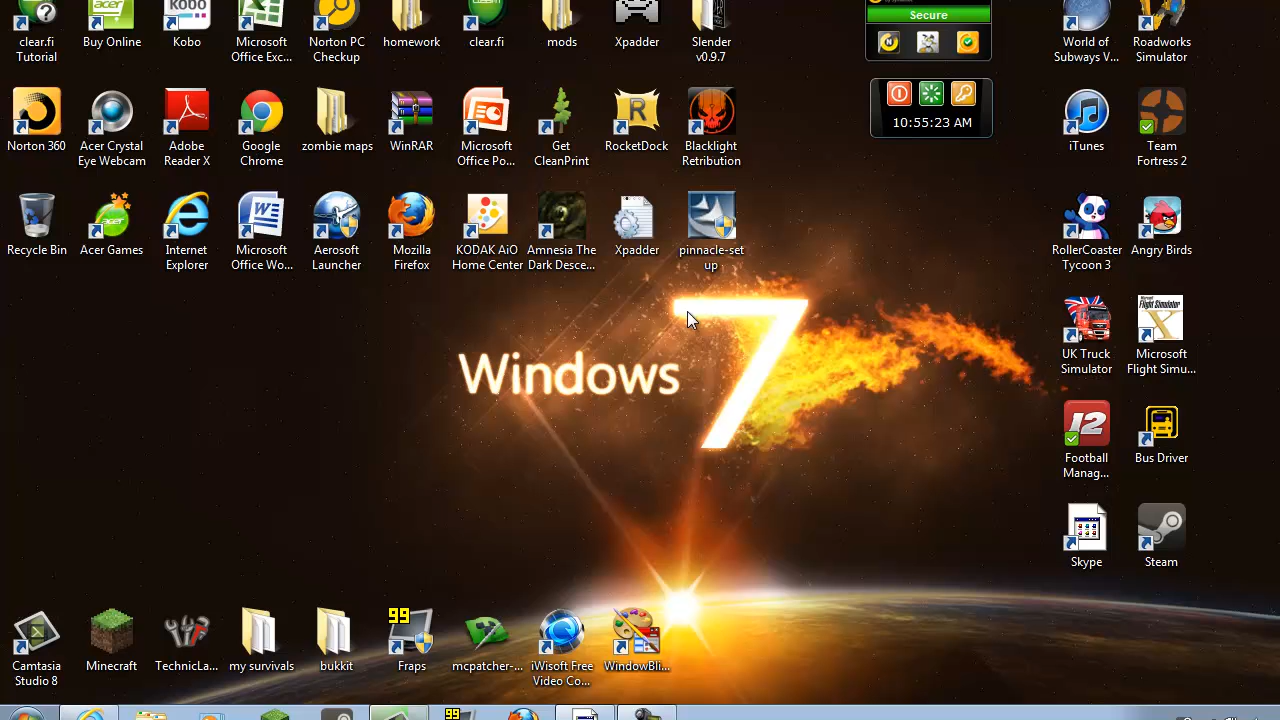 clear.fi
Tutorial
Buy Online
Kobo
Microsoft
Office Exc...
Norton PC
Checkup
homework
clear.fi
mods
Xpadder
Slender
v0.9.7
Secure
World of
Subways V...
Roadworks
Simulator
Norton 360
Acer Crystal
Eye Webcam
Adobe
Reader X
Google
Chrome
zombie maps
WinRAR
Microsoft
Office Po...
Get
CleanPrint
RocketDock
Blacklight
Retribution
10:55:23 AM
iTunes
Team
Fortress 2
Recycle Bin
Acer Games
Internet
Explorer
Microsoft
Office Wo...
Aerosoft
Launcher
Mozilla
Firefox
KODAK AiO
Home Center
Amnesia The
Dark Desce...
Xpadder
pinnacle-set
up
RollerCoaster
Tycoon 3
Angry Birds
Windows 7
UK Truck
Simulator
Microsoft
Flight Simu...
12
Football
Manag...
Bus Driver
Skype
Steam
99
Camtasia
Studio 8
Minecraft
TechnicLa...
my survivals
bukkit
Fraps
mcpatcher-...
iWisoft Free
Video Co...
WindowBli...
99